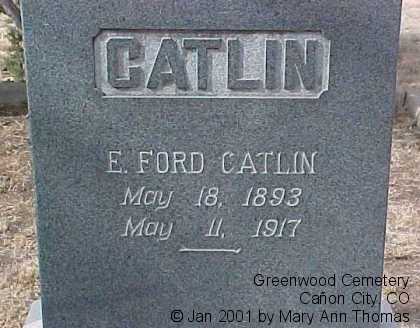 CATLIN
E. FORD CATLIN
May 18, 1893
May 11, 1917
Greenwood Cemetery
Cañon City, CO
© Jan 2001 by Mary Ann Thomas